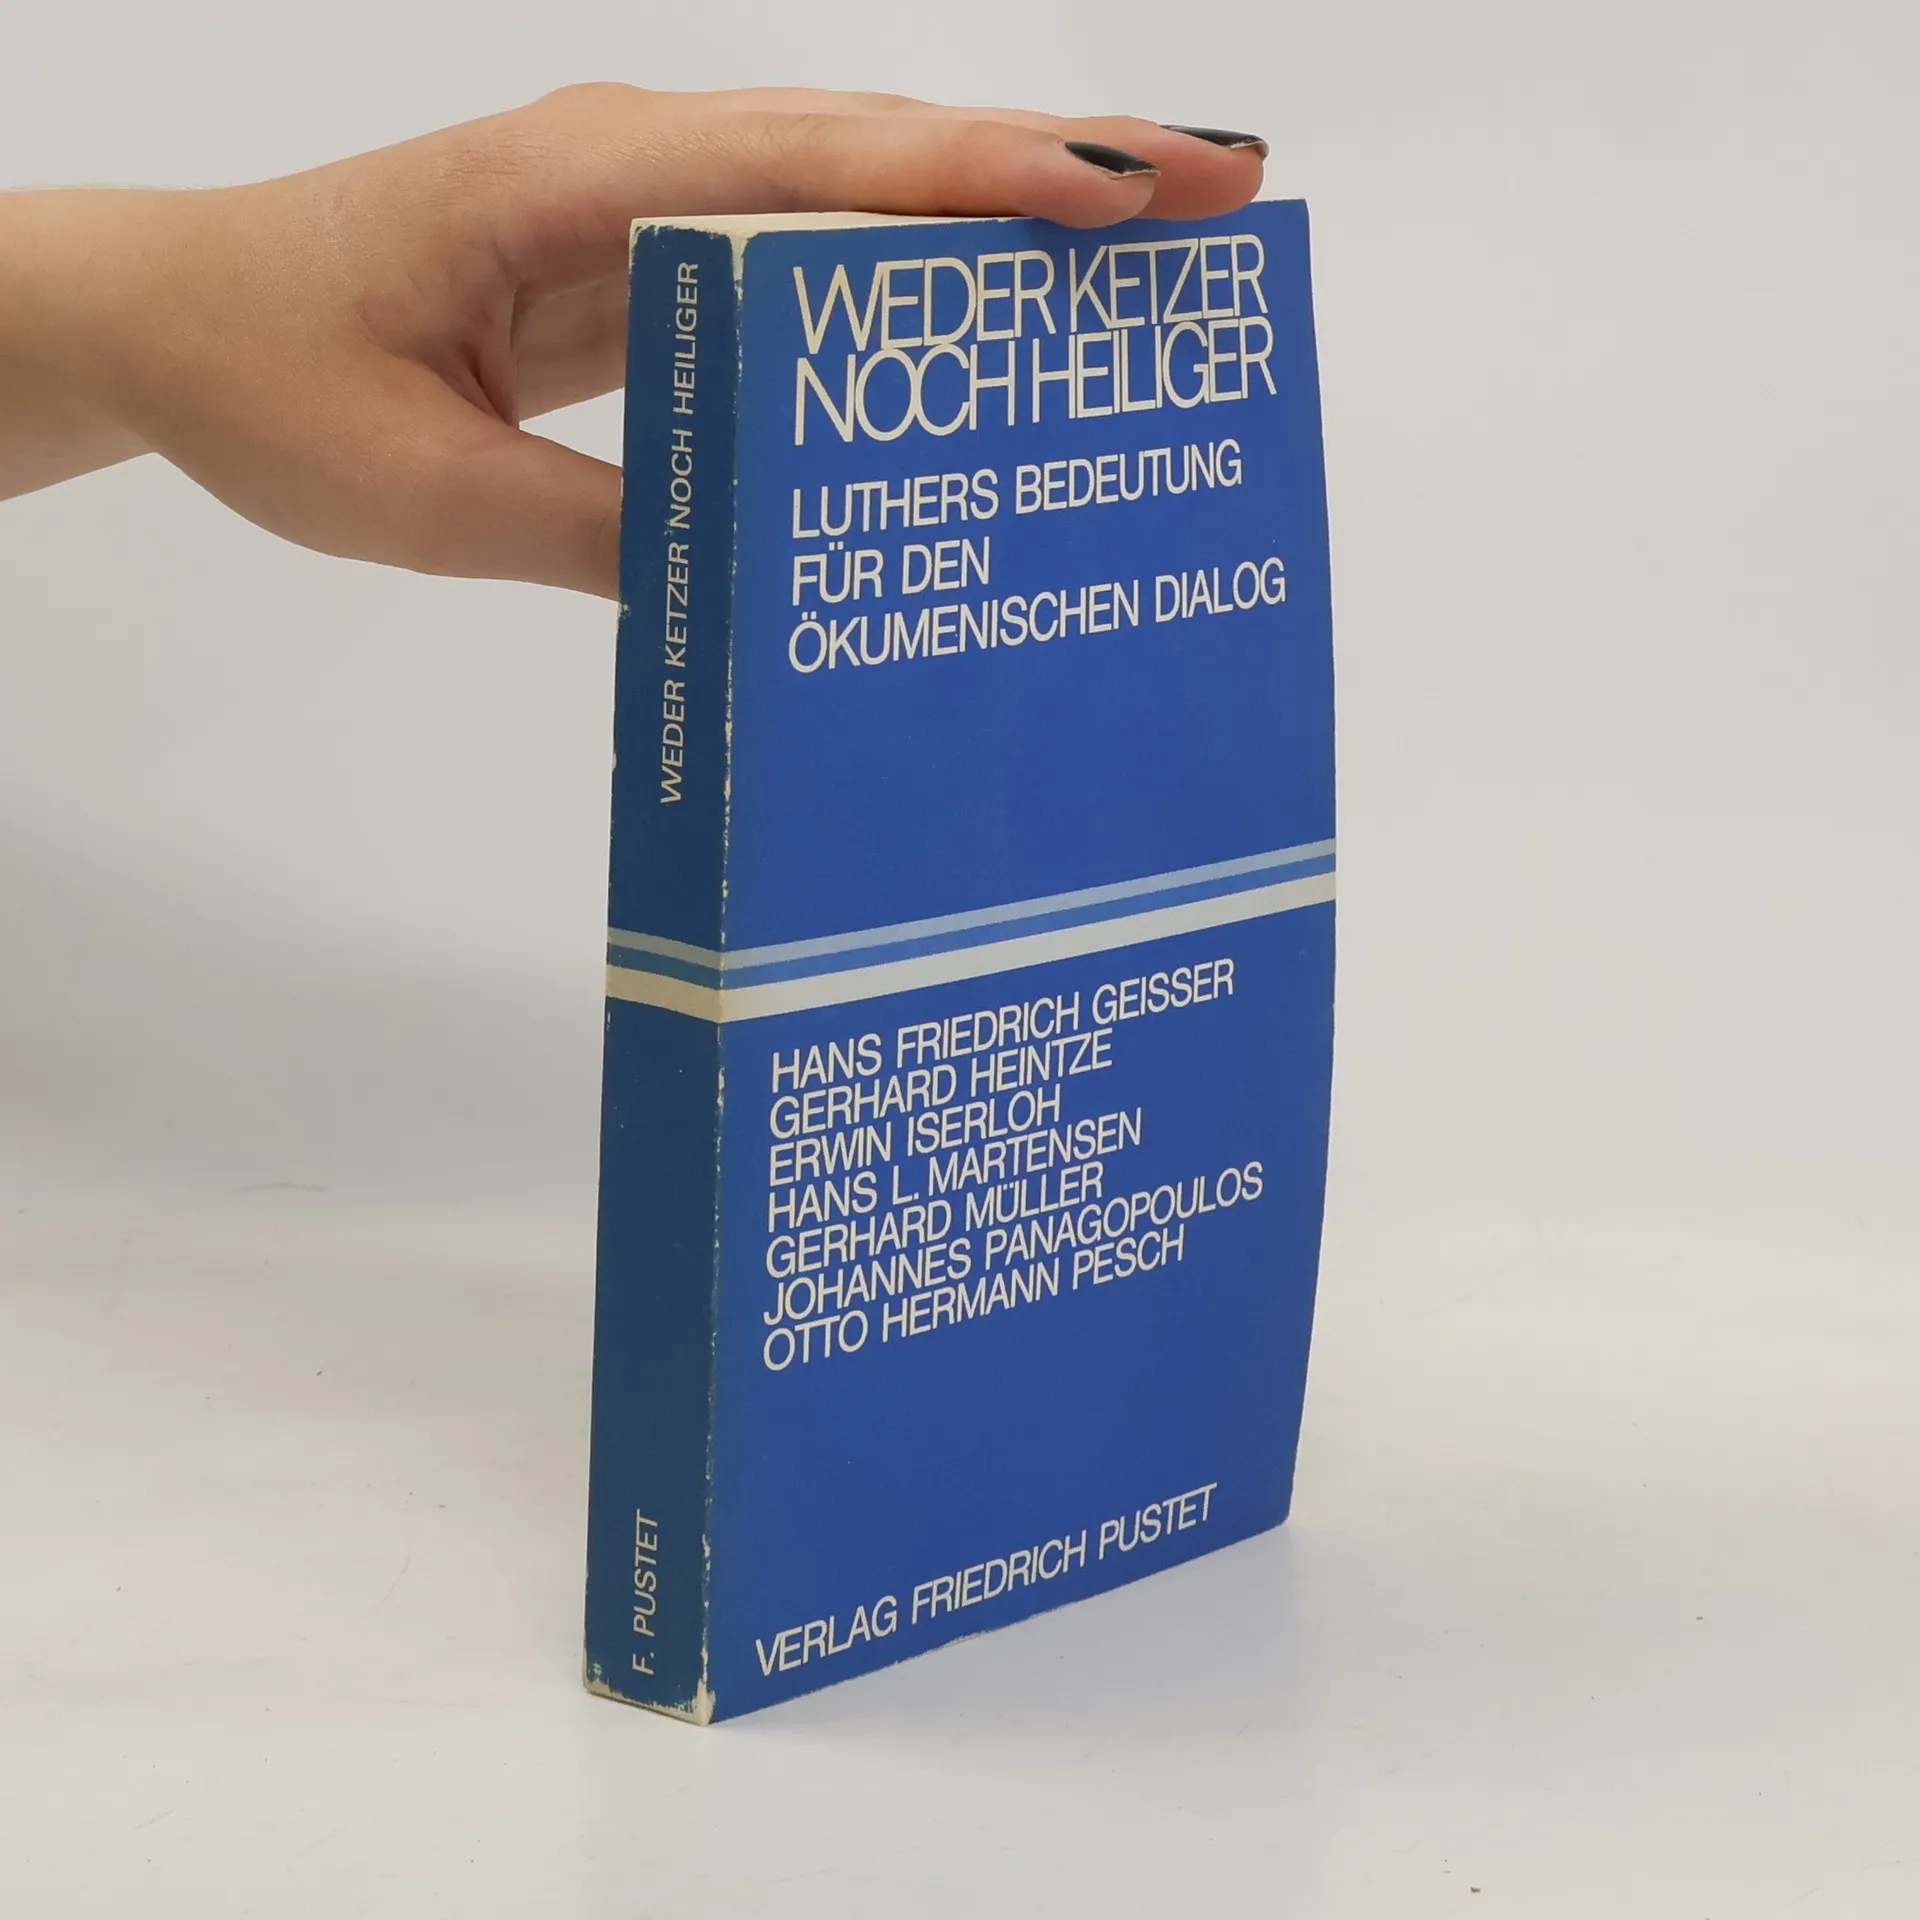 WEDER KETZER NOCH HEILIGER
F. PUSTET
WEDER KETZER
NOCH HEILIGER
LUTHERS BEDEUTUNG
FÜR DEN
ÖKUMENISCHEN DIALOG
HANS FRIEDRICH GEISSER
GERHARD HEINTZE
ERWIN ISERLOH
HANS L. MARTENSEN
GERHARD MÜLLER
JOHANNES PANAGOPOULOS
OTTO HERMANN PESCH
VERLAG FRIEDRICH PUSTET